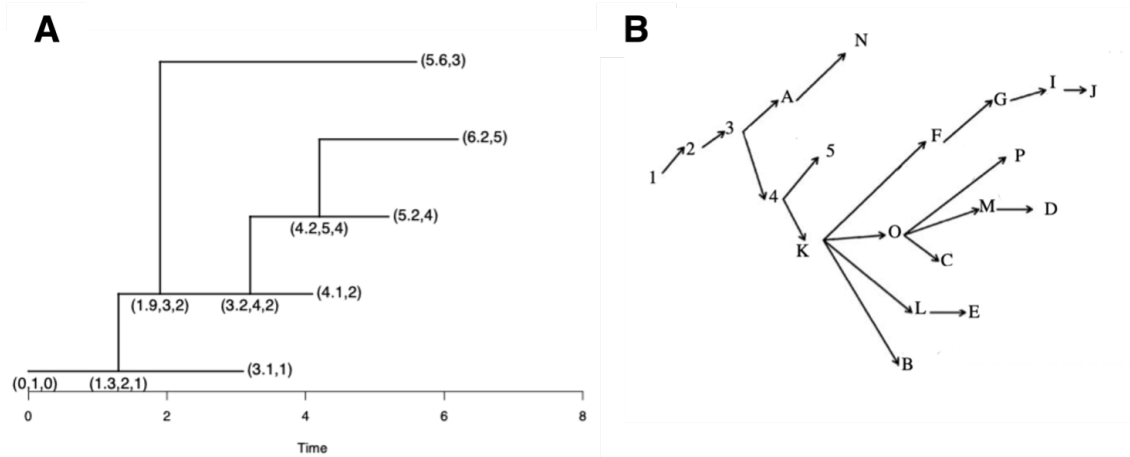 A
(5.6,3)
(6.2,5)
(5.2,4)
(4.2,5,4)
(4.1,2)
(1.9,3,2) (3.2,4,2)
(3.1,1)
(0,1,0) (1.3,2,1)
0 2 4 6 8
Time
B
N
I J
A G
3 F
2 5 P
1
4 M D
O
K C
L E
B